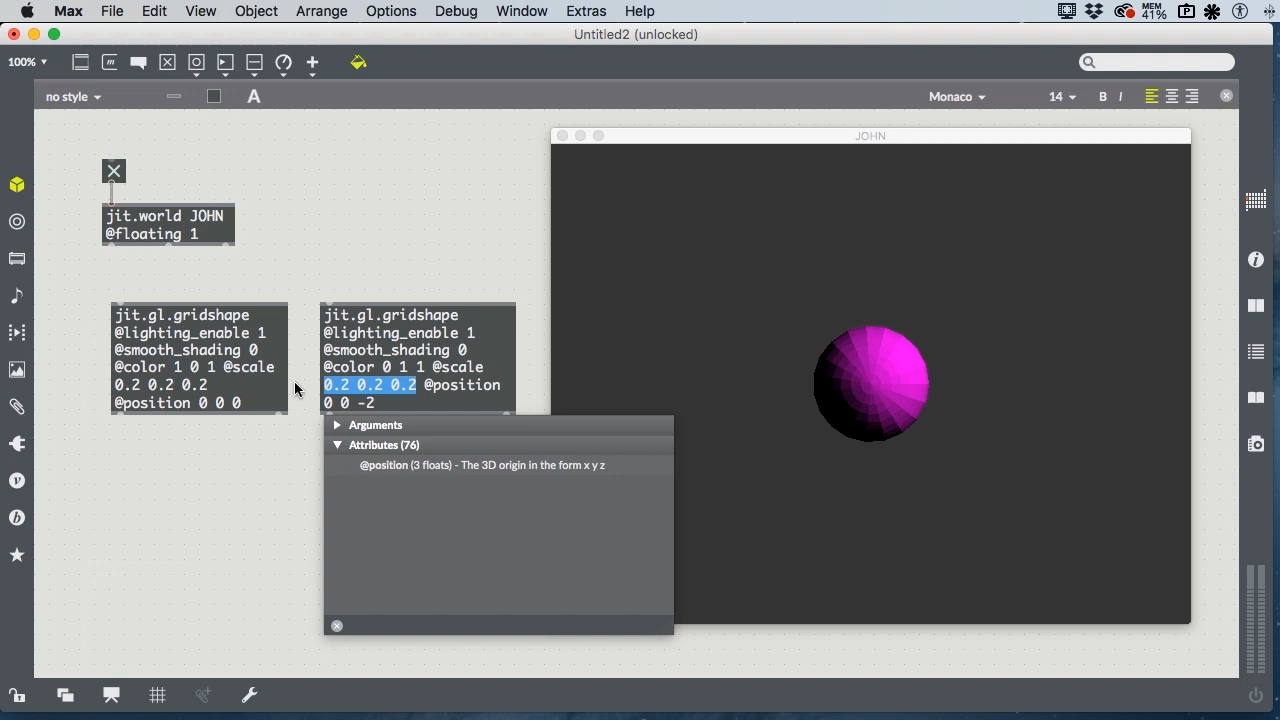 Max File Edit View Object Arrange Options Debug Window Extras Help MEM 41%
Untitled2 (unlocked)
100%
no style A Monaco 14 B I
JOHN
jit.world JOHN
@floating 1
jit.gl.gridshape
@lighting_enable 1
@smooth_shading 0
@color 1 0 1 @scale
0.2 0.2 0.2
@position 0 0 0
jit.gl.gridshape
@lighting_enable 1
@smooth_shading 0
@color 0 1 1 @scale
0.2 0.2 0.2 @position
0 0 -2
Arguments
Attributes (76)
@position (3 floats) - The 3D origin in the form x y z